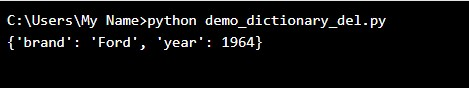 C:\Users\My Name>python demo_dictionary_del.py
{'brand': 'Ford', 'year': 1964}